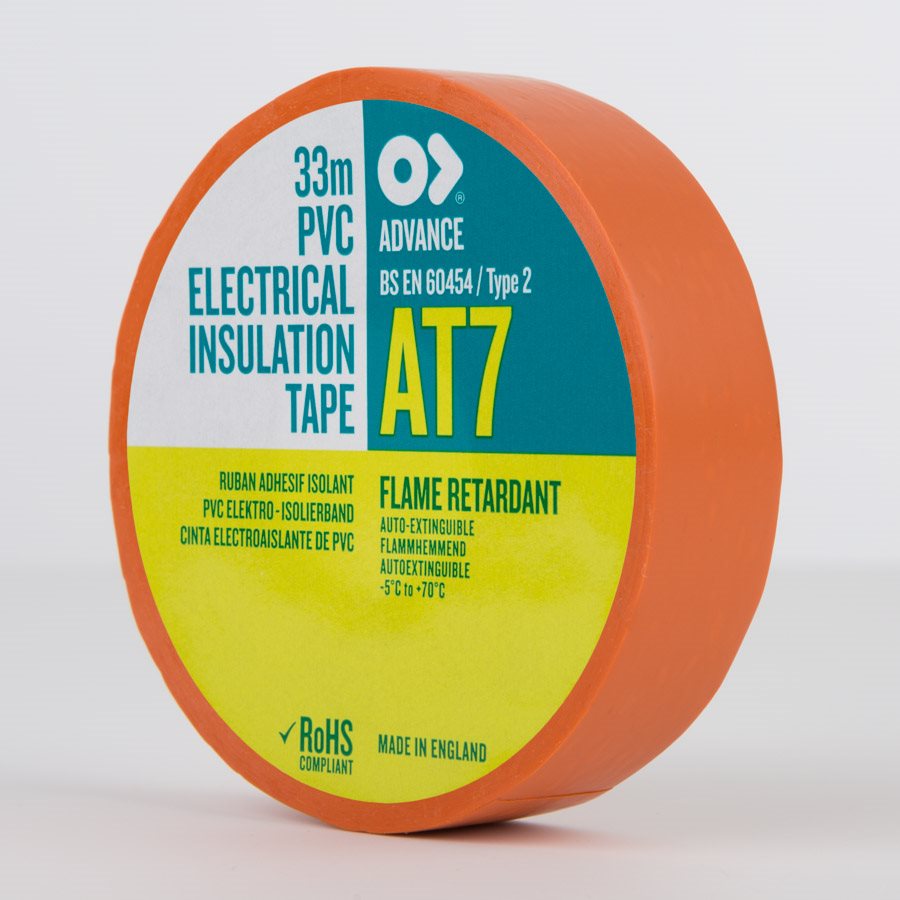 33m
PVC
ELECTRICAL
INSULATION
TAPE
®
ADVANCE
BS EN 60454 / Type 2
AT7
RUBAN ADHESIF ISOLANT
PVC ELEKTRO-ISOLIERBAND
CINTA ELECTROAISLANTE DE PVC
FLAME RETARDANT
AUTO-EXTINGUIBLE
FLAMMHEMMEND
AUTOEXTINGUIBLE
-5°C to +70°C
✓RoHS
COMPLIANT
MADE IN ENGLAND